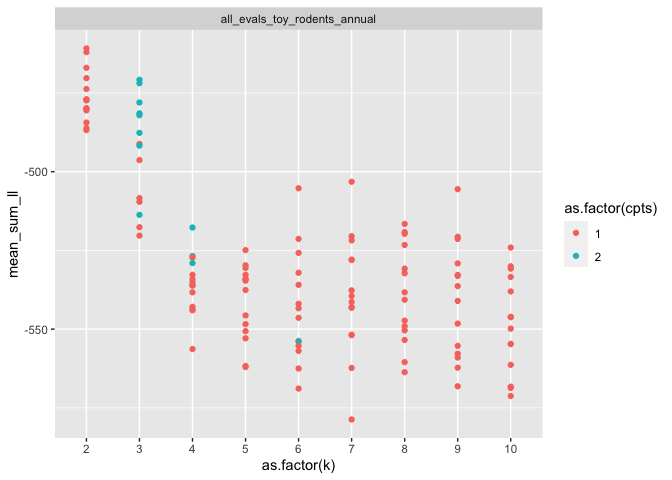 all_evals_toy_rodents_annual
mean_sum_ll
-500
-550
2 3 4 5 6 7 8 9 10
as.factor(k)
as.factor(cpts)
1
2